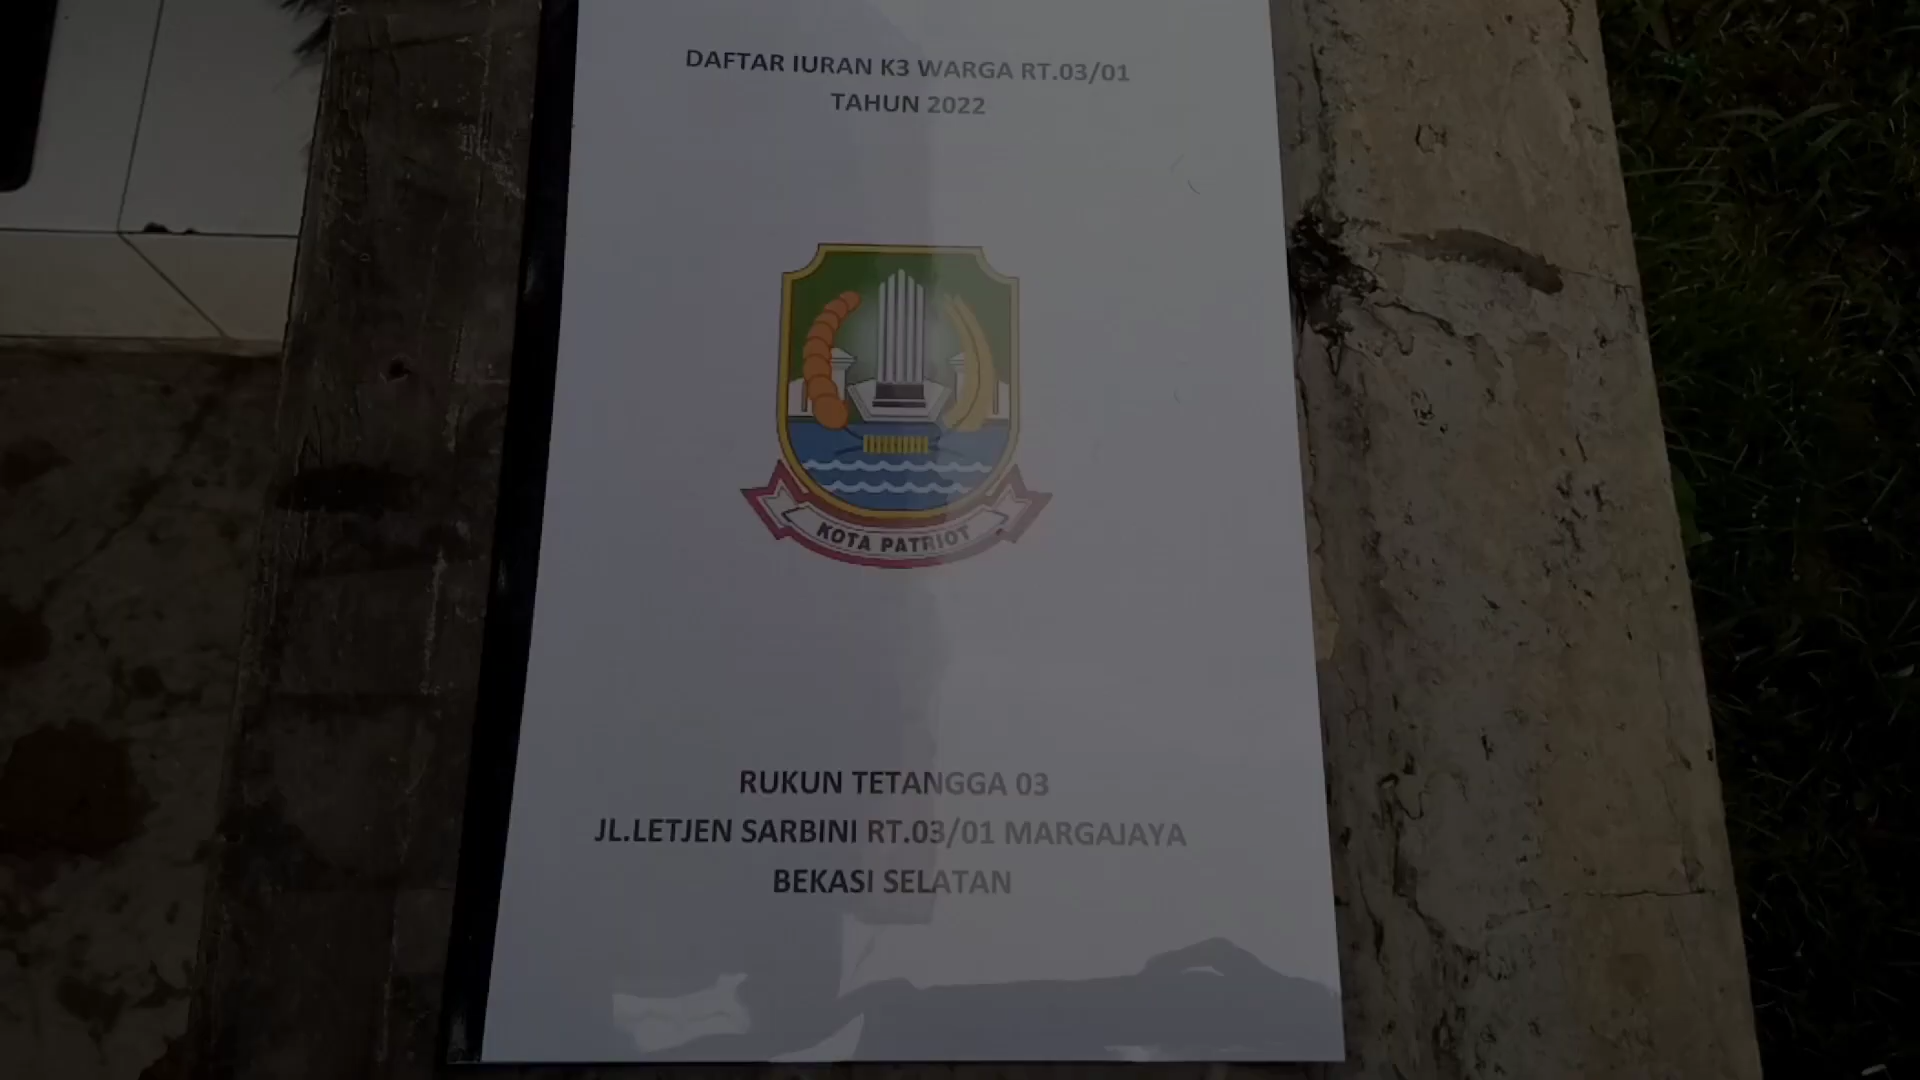 DAFTAR IURAN K3 WARGA RT.03/01
TAHUN 2022
KOTA PATRIOT
RUKUN TETANGGA 03
JL.LETJEN SARBINI RT.03/01 MARGAJAYA
BEKASI SELATAN